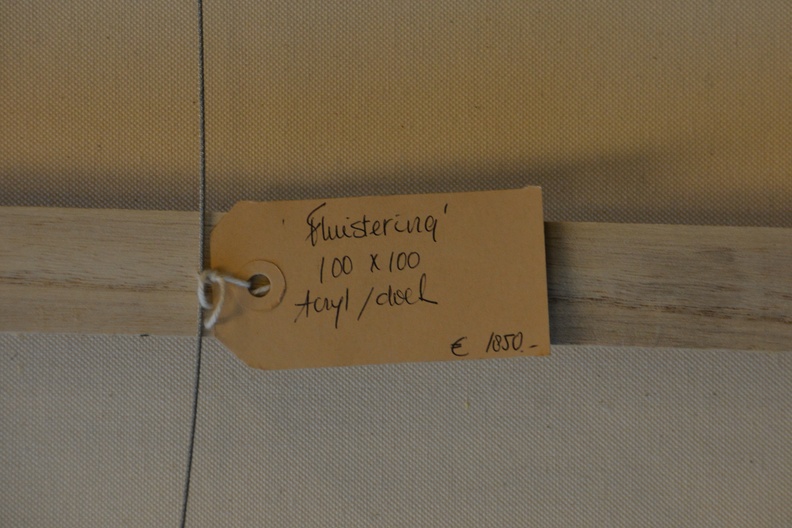 'Fluistering'
100 x 100
Acryl/doek
€ 1850.-